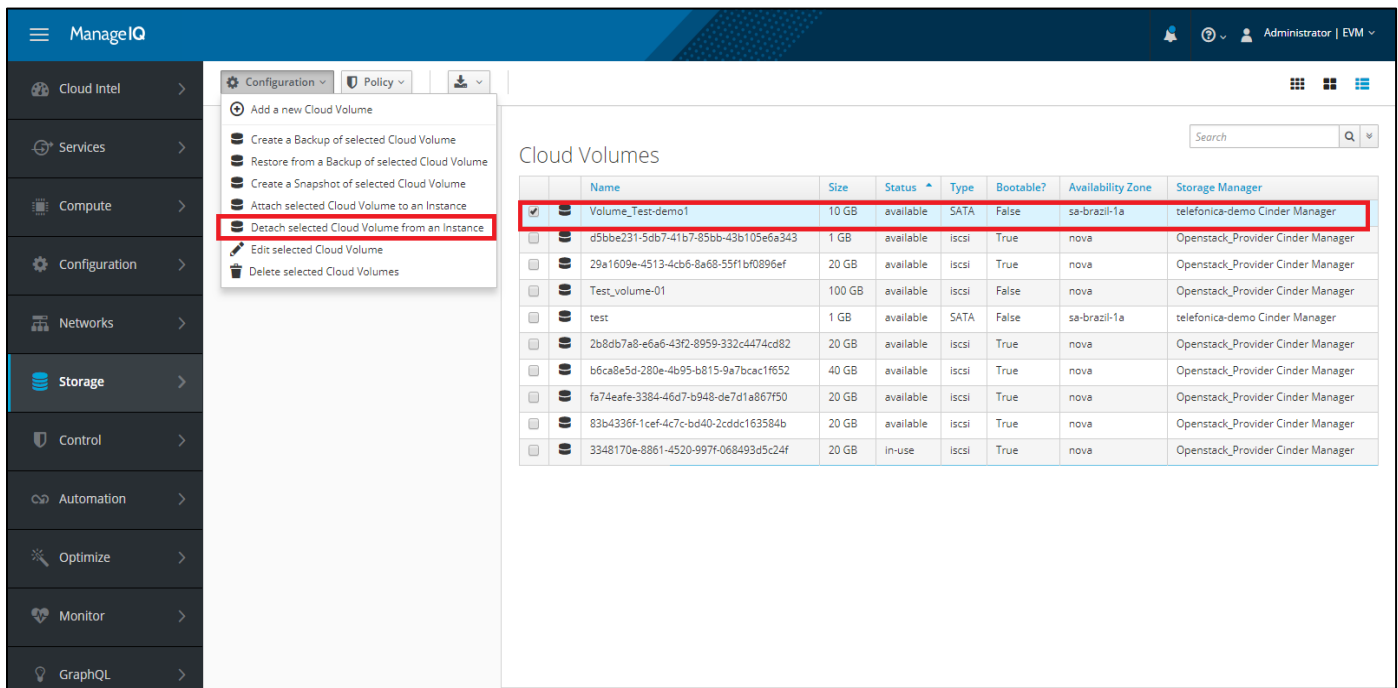 ManageIQ
Administrator | EVM
Cloud Intel
Services
Compute
Configuration
Networks
Storage
Control
Automation
Optimize
Monitor
GraphQL
Configuration
Policy
Add a new Cloud Volume
Create a Backup of selected Cloud Volume
Restore from a Backup of selected Cloud Volume
Create a Snapshot of selected Cloud Volume
Attach selected Cloud Volume to an Instance
Detach selected Cloud Volume from an Instance
Edit selected Cloud Volume
Delete selected Cloud Volumes
Search
Cloud Volumes
Name Size Status Type Bootable? Availability Zone Storage Manager
Volume_Test-demo1 10 GB available SATA False sa-brazil-1a telefonica-demo Cinder Manager
d5bbe231-5db7-41b7-85bb-43b105e6a343 1 GB available iscsi True nova Openstack_Provider Cinder Manager
29a1609e-4513-4cb6-8a68-55f1bf0896ef 20 GB available iscsi True nova Openstack_Provider Cinder Manager
Test_volume-01 100 GB available iscsi False nova Openstack_Provider Cinder Manager
test 1 GB available SATA False sa-brazil-1a telefonica-demo Cinder Manager
2b8db7a8-e6a6-43f2-8959-332c4474cd82 20 GB available iscsi True nova Openstack_Provider Cinder Manager
b6ca8e5d-280e-4b95-b815-9a7bcac1f652 40 GB available iscsi True nova Openstack_Provider Cinder Manager
fa74eafe-3384-46d7-b948-de7d1a867f50 20 GB available iscsi True nova Openstack_Provider Cinder Manager
83b4336f-1cef-4c7c-bd40-2cddc163584b 20 GB available iscsi True nova Openstack_Provider Cinder Manager
3348170e-8861-4520-997f-068493d5c24f 20 GB in-use iscsi True nova Openstack_Provider Cinder Manager